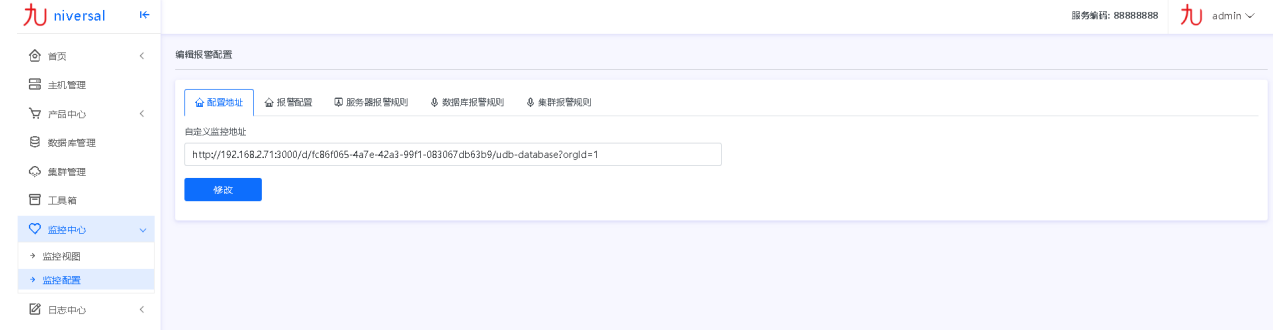 九 niversal
服务编码: 88888888
九
admin
首页
主机管理
产品中心
数据库管理
集群管理
工具箱
监控中心
监控视图
监控配置
日志中心
编辑报警配置
配置地址 报警配置 服务器报警规则 数据库报警规则 集群报警规则
自定义监控地址
http://192.168.2.71:3000/d/fc86f065-4a7e-42a3-99f1-083067db63b9/udb-database?orgId=1
修改